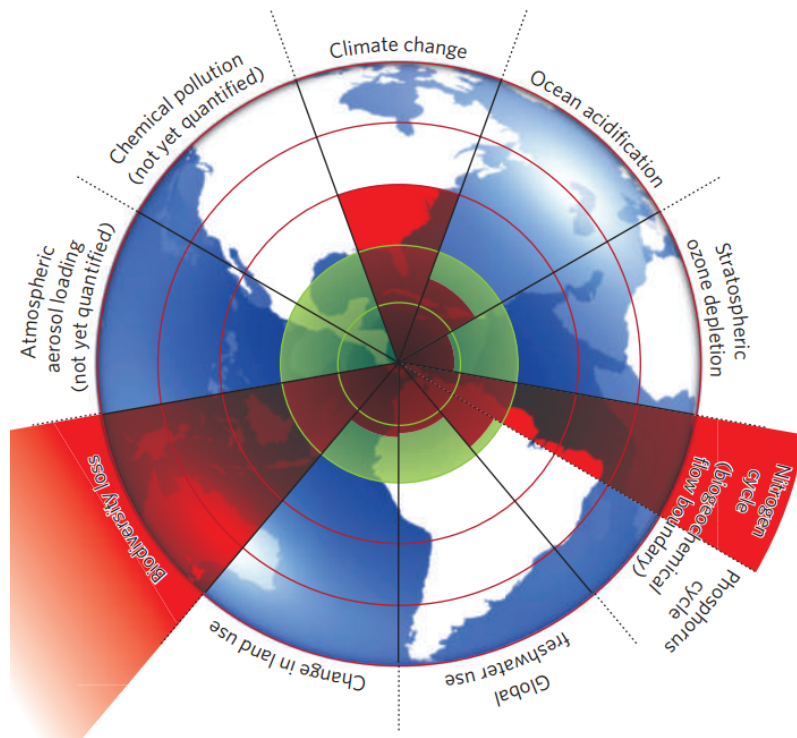 Climate change
Ocean acidification
Stratospheric
ozone depletion
Nitrogen
cycle
(biogeochemical
flow boundary)
Phosphorus
cycle
Global
freshwater use
Change in land use
Biodiversity loss
Atmospheric
aerosol loading
(not yet quantified)
Chemical pollution
(not yet quantified)